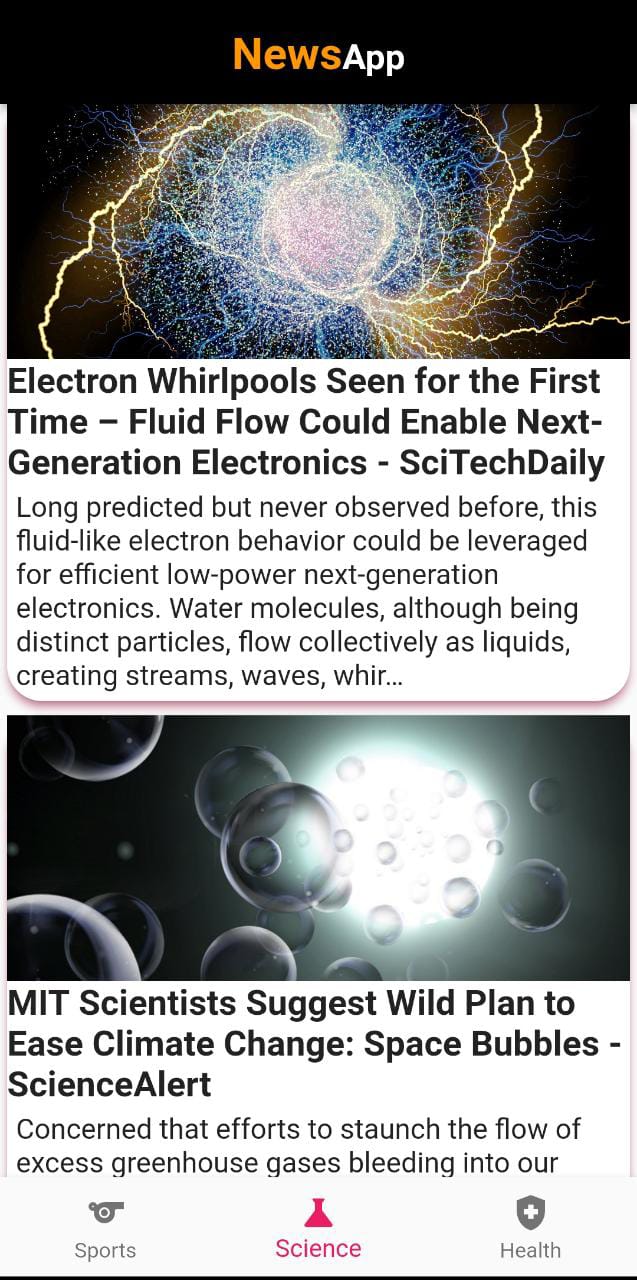 NewsApp
Electron Whirlpools Seen for the First
Time – Fluid Flow Could Enable Next-
Generation Electronics - SciTechDaily
Long predicted but never observed before, this
fluid-like electron behavior could be leveraged
for efficient low-power next-generation
electronics. Water molecules, although being
distinct particles, flow collectively as liquids,
creating streams, waves, whir…
MIT Scientists Suggest Wild Plan to
Ease Climate Change: Space Bubbles -
ScienceAlert
Concerned that efforts to staunch the flow of
excess greenhouse gases bleeding into our
Sports
Science
Health